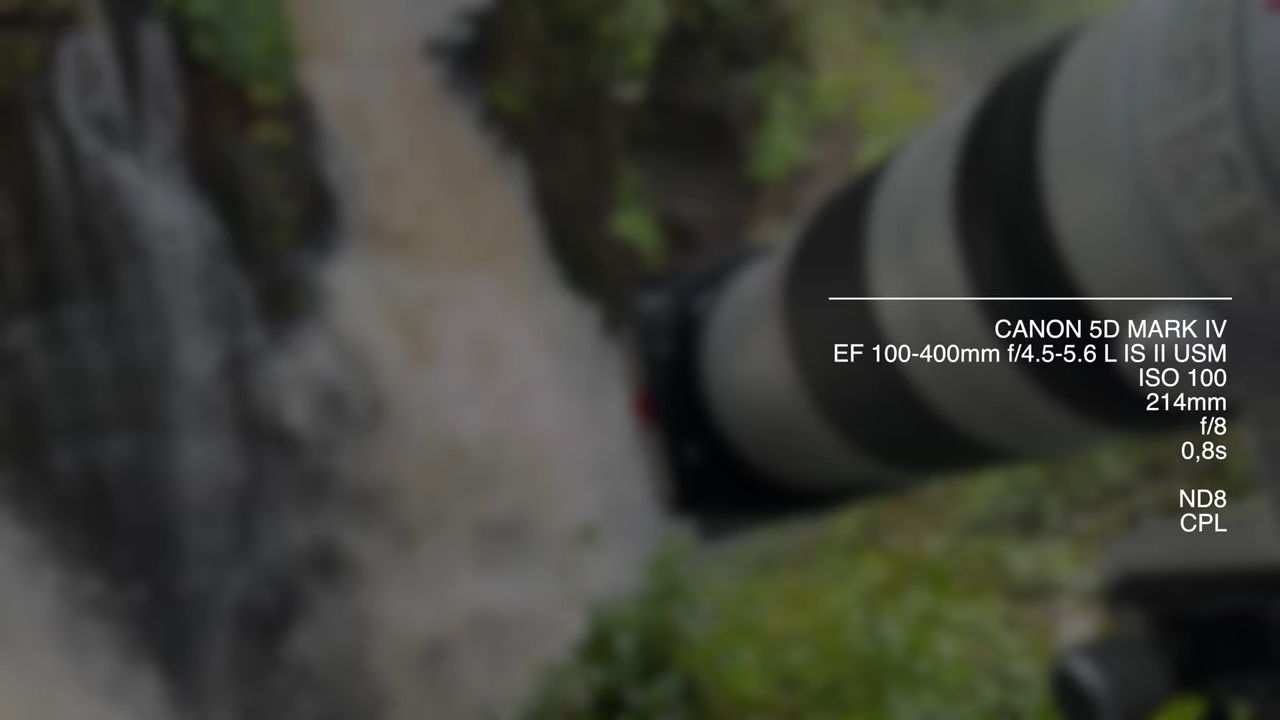 CANON 5D MARK IV
EF 100-400mm f/4.5-5.6 L IS II USM
ISO 100
214mm
f/8
0,8s
ND8
CPL